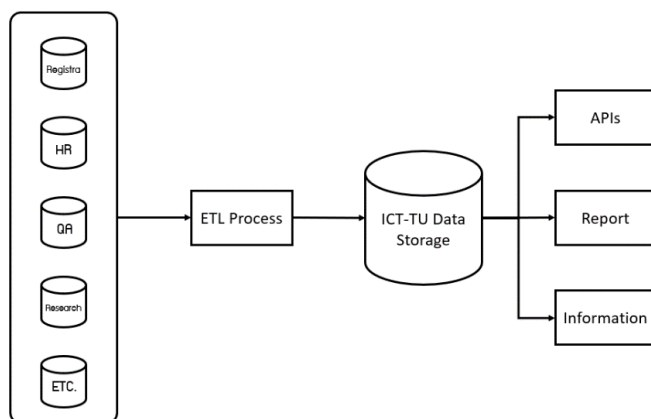 Registra
HR
QA
Research
ETC.
ETL Process
ICT-TU Data
Storage
APIs
Report
Information